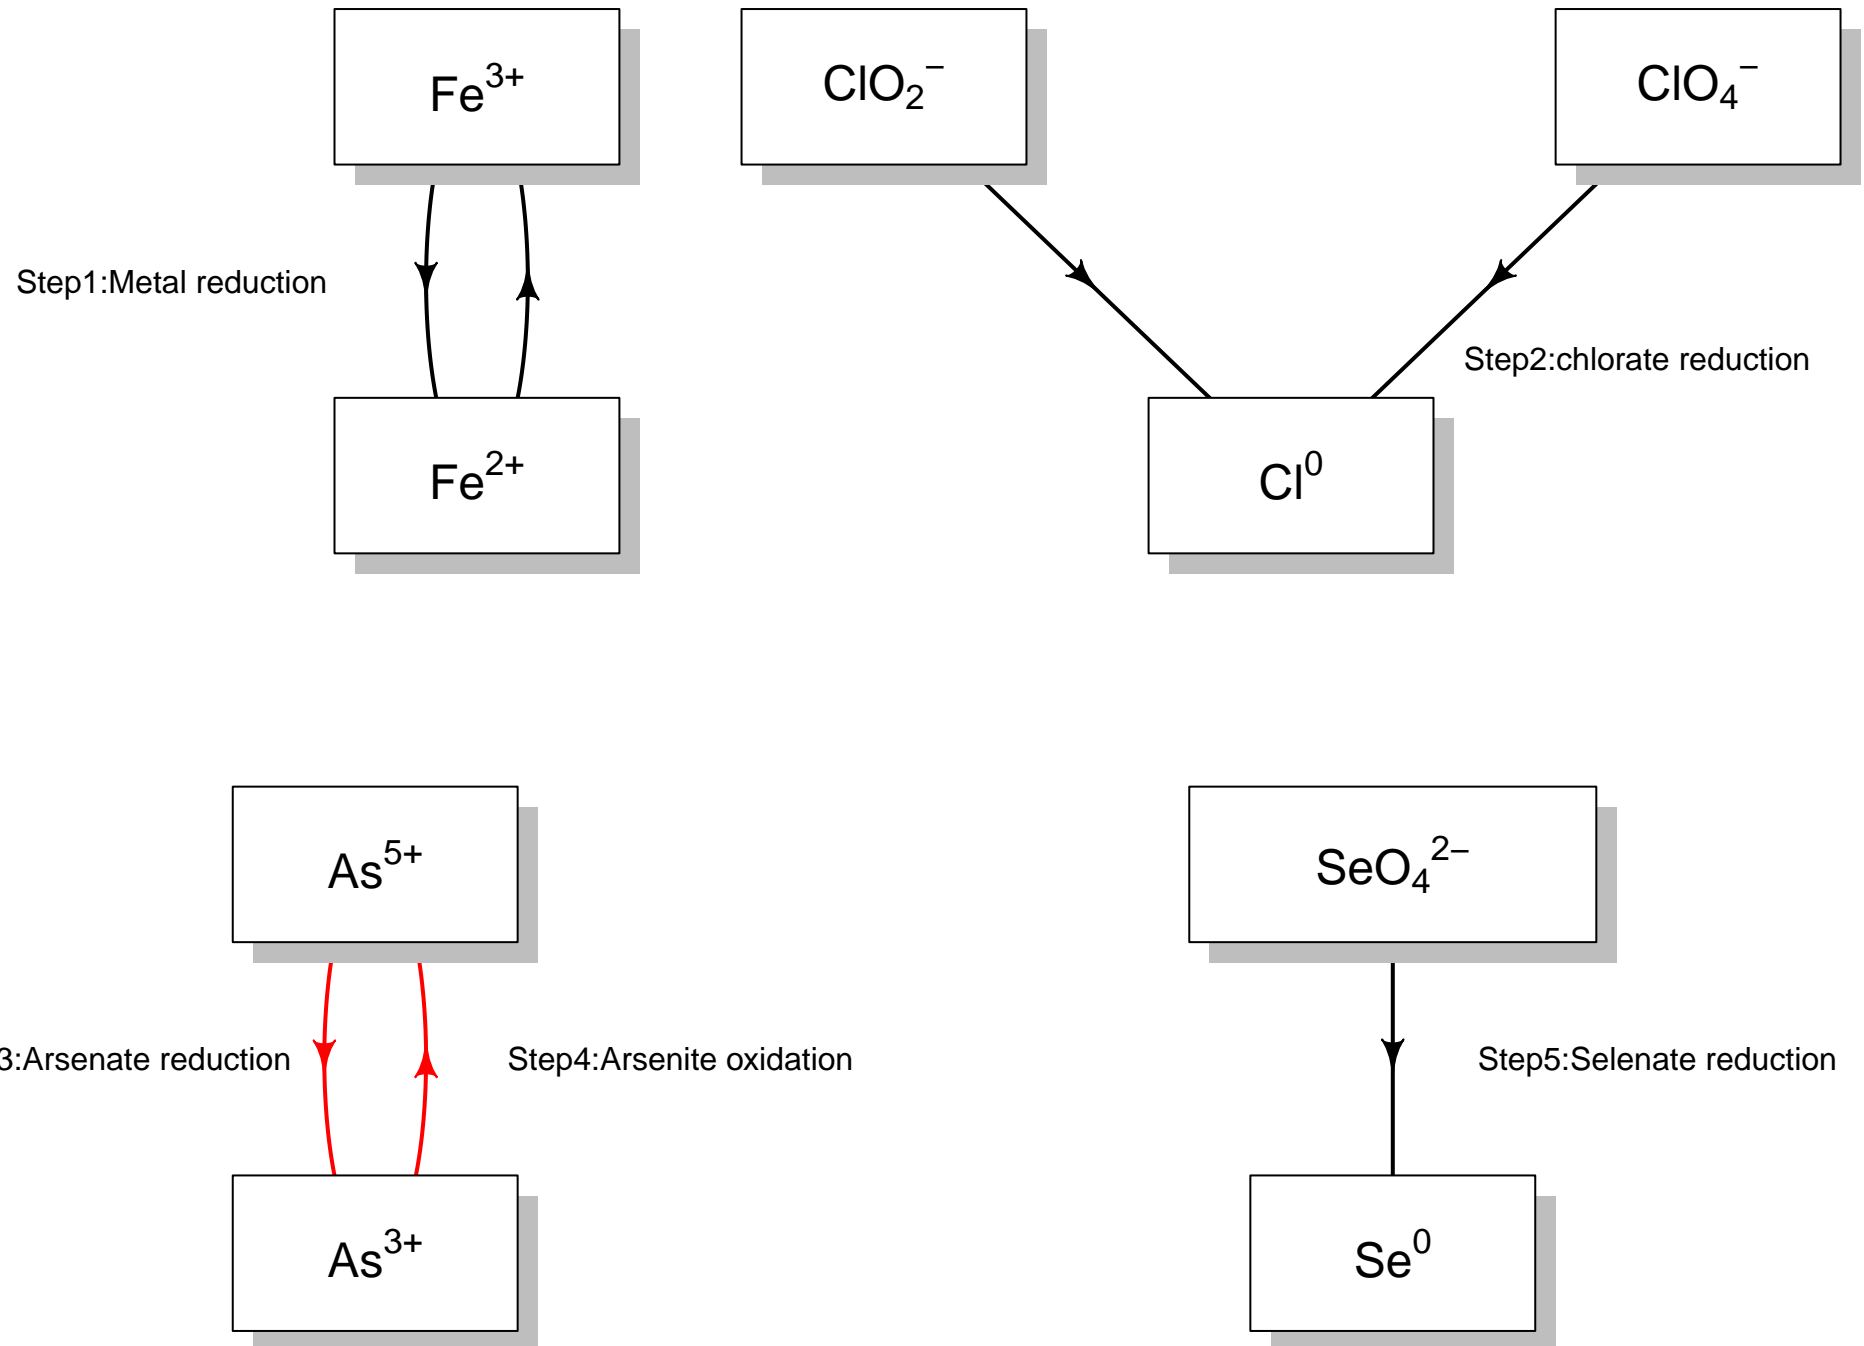 Fe³⁺
ClO₂⁻
ClO₄⁻
Step1:Metal reduction
Step2:chlorate reduction
Fe²⁺
Cl⁰
As⁵⁺
SeO₄²⁻
3:Arsenate reduction
Step4:Arsenite oxidation
Step5:Selenate reduction
As³⁺
Se⁰